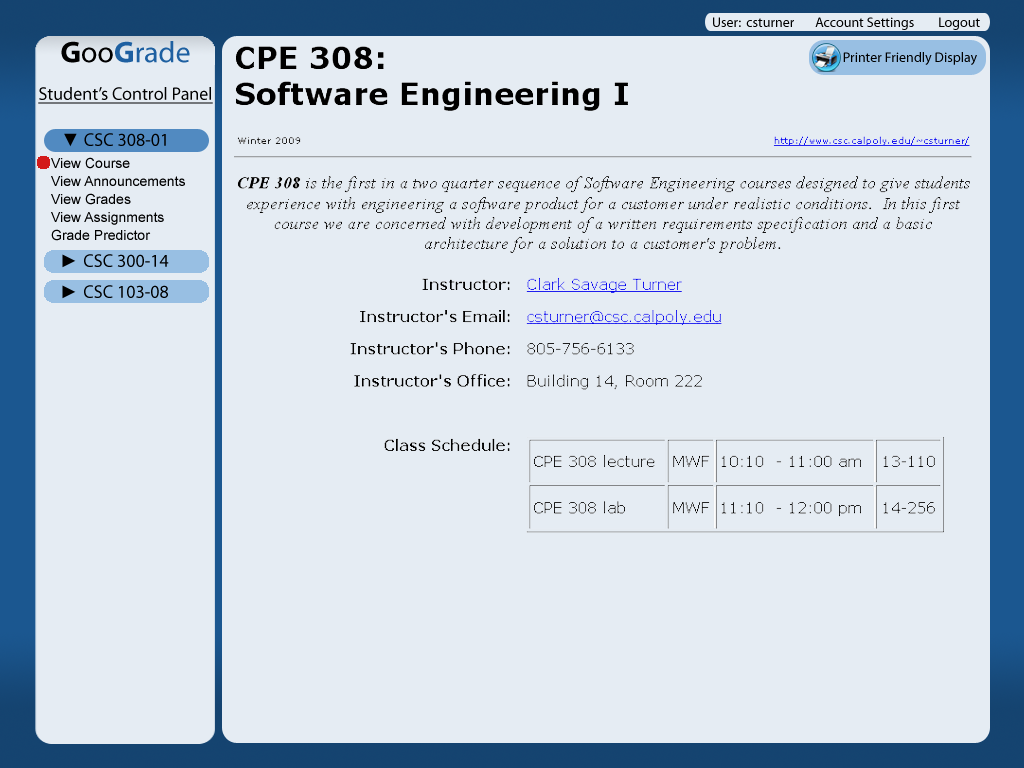 User: csturner Account Settings Logout
GooGrade
Student's Control Panel
▼ CSC 308-01
View Course
View Announcements
View Grades
View Assignments
Grade Predictor
► CSC 300-14
► CSC 103-08
CPE 308:
Software Engineering I
Printer Friendly Display
Winter 2009 http://www.csc.calpoly.edu/~csturner/
CPE 308 is the first in a two quarter sequence of Software Engineering courses designed to give students
experience with engineering a software product for a customer under realistic conditions. In this first
course we are concerned with development of a written requirements specification and a basic
architecture for a solution to a customer's problem.
Instructor: Clark Savage Turner
Instructor's Email: csturner@csc.calpoly.edu
Instructor's Phone: 805-756-6133
Instructor's Office: Building 14, Room 222
Class Schedule:
CPE 308 lecture MWF 10:10 - 11:00 am 13-110
CPE 308 lab MWF 11:10 - 12:00 pm 14-256